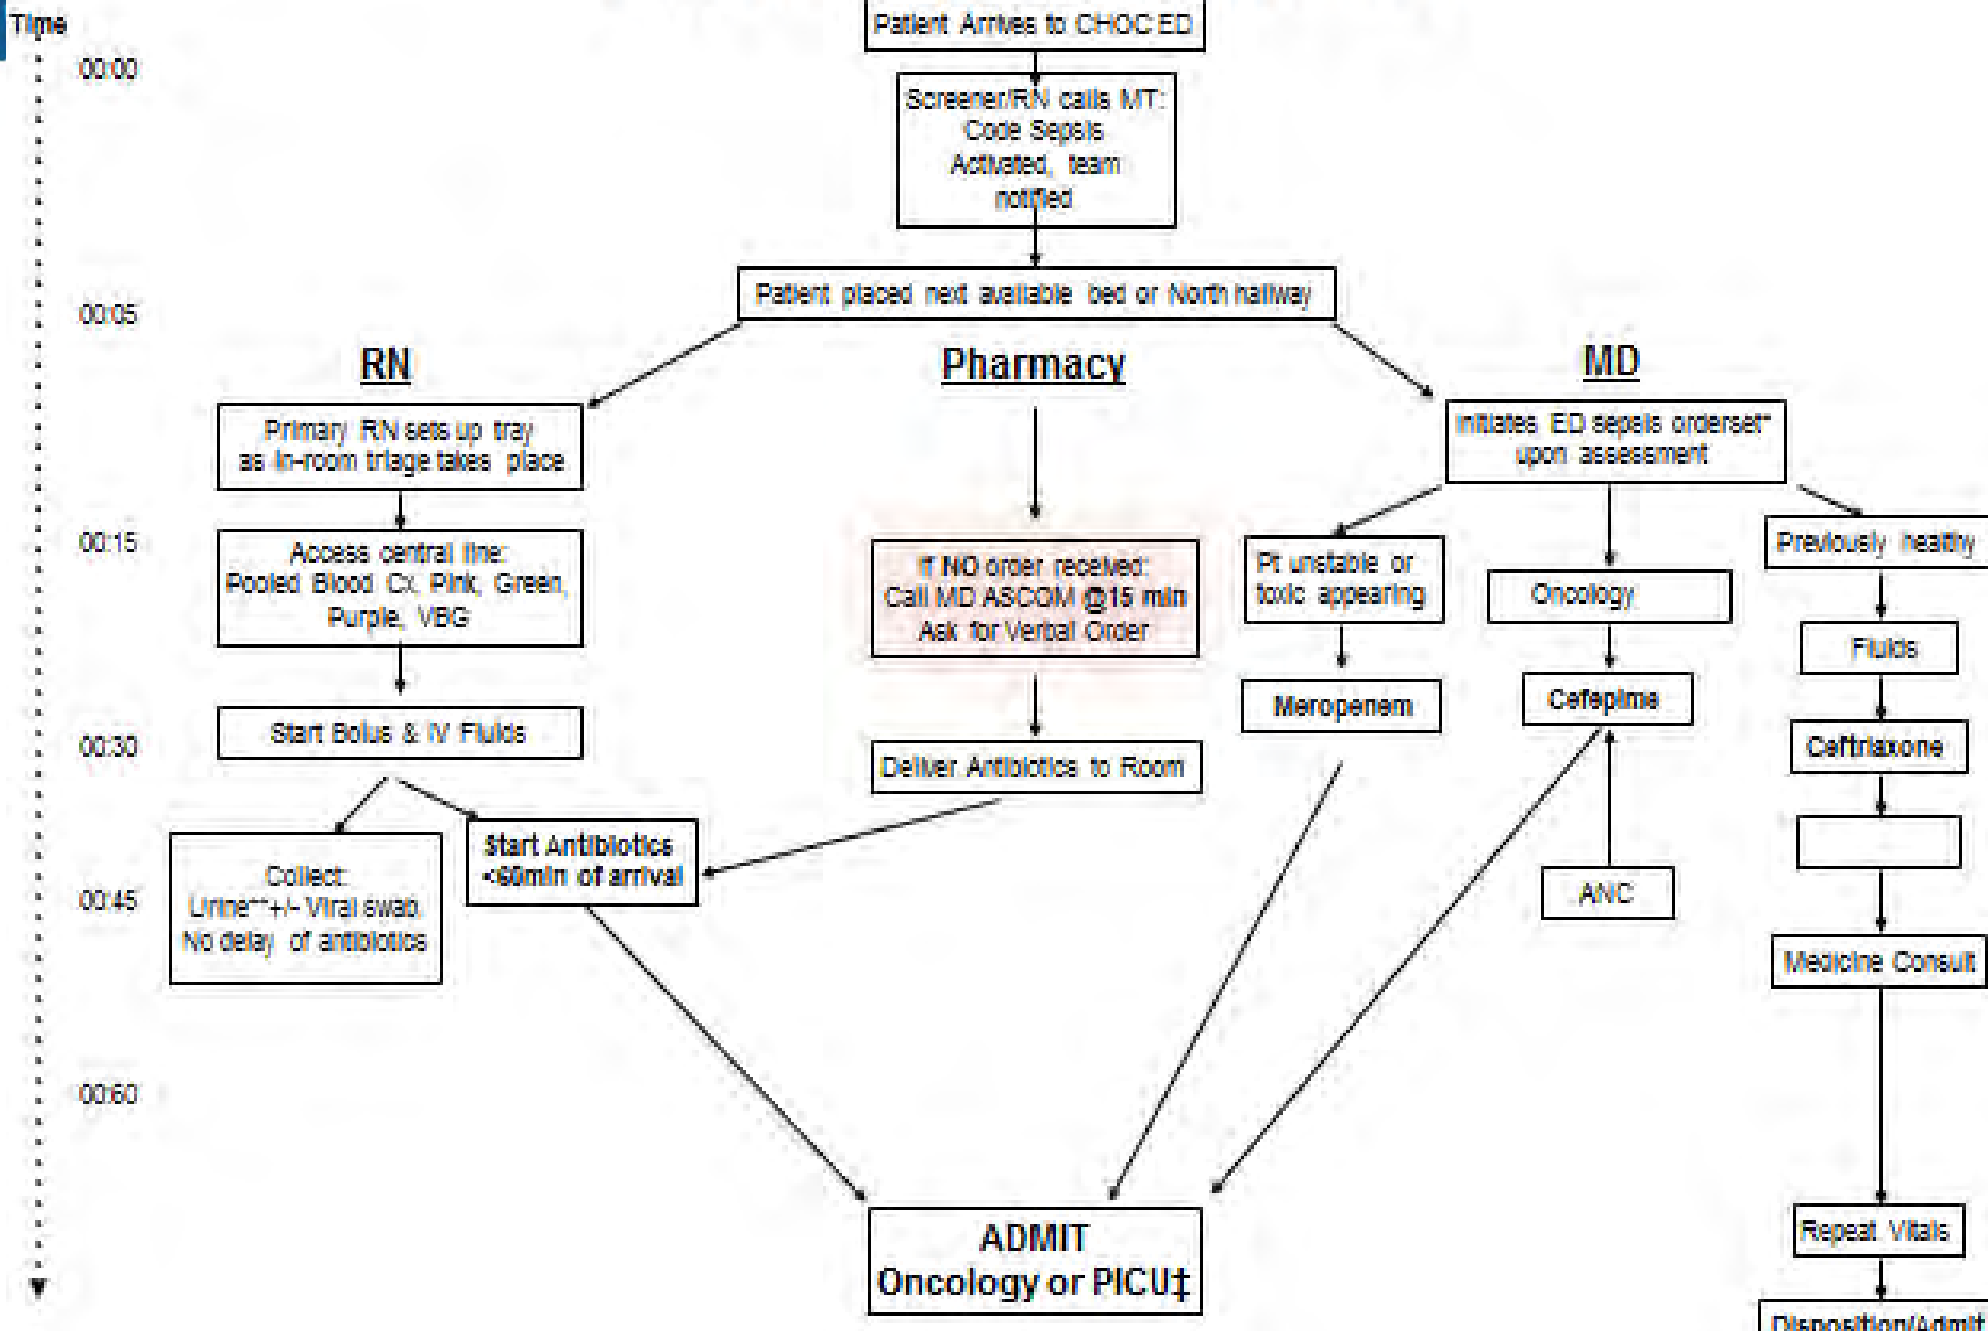 Time
00:00
00:05
00:15
00:30
00:45
00:60
Patient Arrives to CHOC ED
Screener/RN calls MT:
Code Sepsis
Activated, team
notified
Patient placed next available bed or North hallway
RN
Primary RN sets up tray
as in-room triage takes place
Access central line:
Pooled Blood Cx, Pink, Green,
Purple, VBG
Start Bolus & IV Fluids
Collect:
Urine**+/- Viral swab,
No delay of antibiotics
Start Antibiotics
<60min of arrival
Pharmacy
If NO order received:
Call MD ASCOM @15 min
Ask for Verbal Order
Deliver Antibiotics to Room
MD
Initiates ED sepsis orderset*
upon assessment
Pt unstable or
toxic appearing
Meropenem
Oncology
Cefepime
ANC
Previously healthy
Fluids
Ceftriaxone
Medicine Consult
Repeat Vitals
Disposition/Admit
ADMIT
Oncology or PICU‡